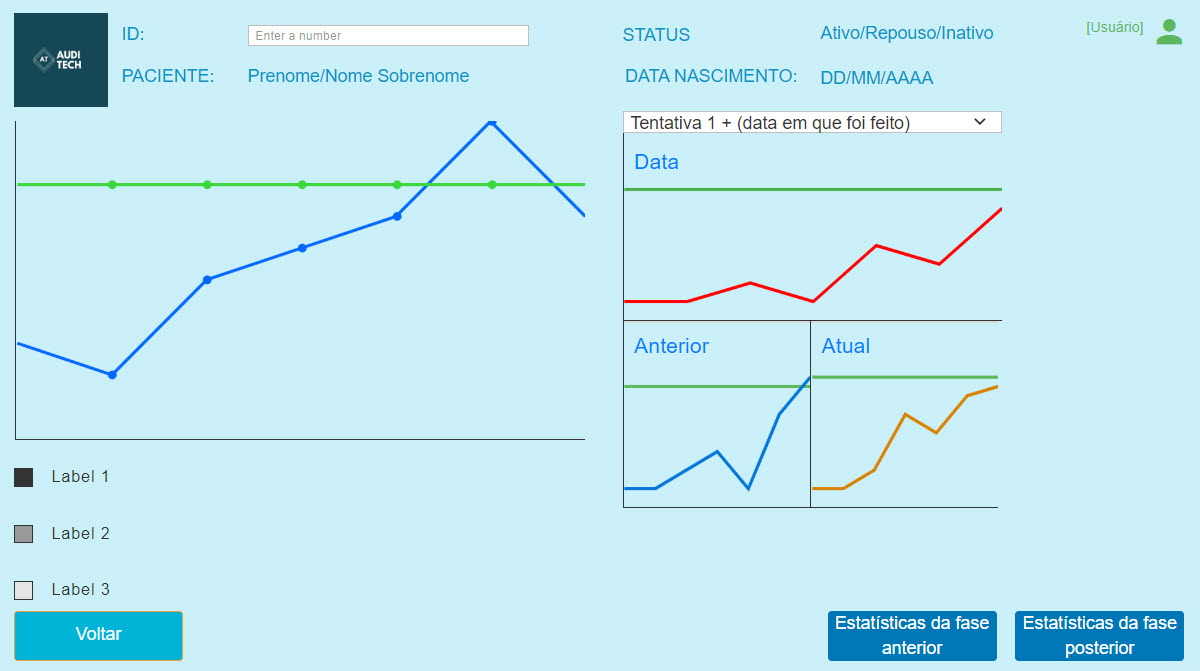 AT
AUDI
TECH
ID:
Enter a number
STATUS
Ativo/Repouso/Inativo
[Usuário]
PACIENTE:
Prenome/Nome Sobrenome
DATA NASCIMENTO:
DD/MM/AAAA
Tentativa 1 + (data em que foi feito)
Data
Anterior
Atual
Label 1
Label 2
Label 3
Voltar
Estatísticas da fase
anterior
Estatísticas da fase
posterior